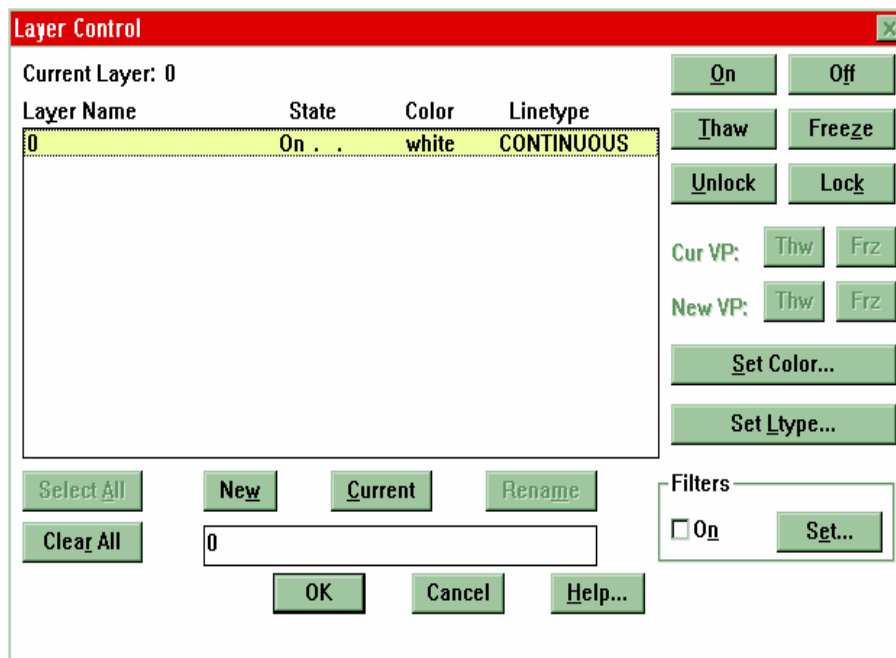 Layer Control
Current Layer: 0
Layer Name State Color Linetype
0 On . . white CONTINUOUS
On Off
Thaw Freeze
Unlock Lock
Cur VP: Thw Frz
New VP: Thw Frz
Set Color...
Set Ltype...
Select All New Current Rename
Clear All 0
Filters
On Set...
OK Cancel Help...